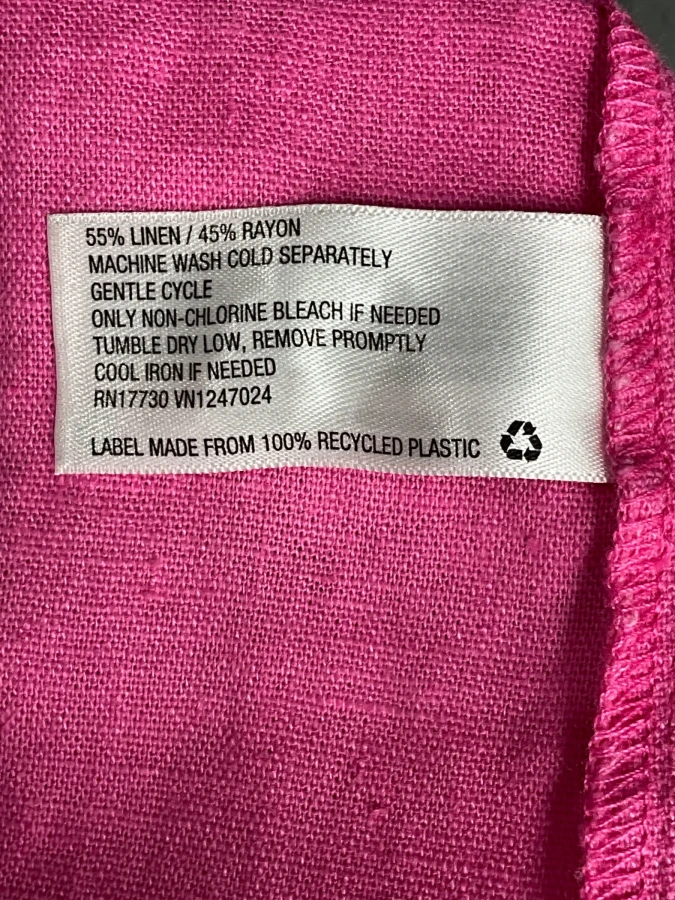 55% LINEN / 45% RAYON
MACHINE WASH COLD SEPARATELY
GENTLE CYCLE
ONLY NON-CHLORINE BLEACH IF NEEDED
TUMBLE DRY LOW, REMOVE PROMPTLY
COOL IRON IF NEEDED
RN17730 VN1247024
LABEL MADE FROM 100% RECYCLED PLASTIC